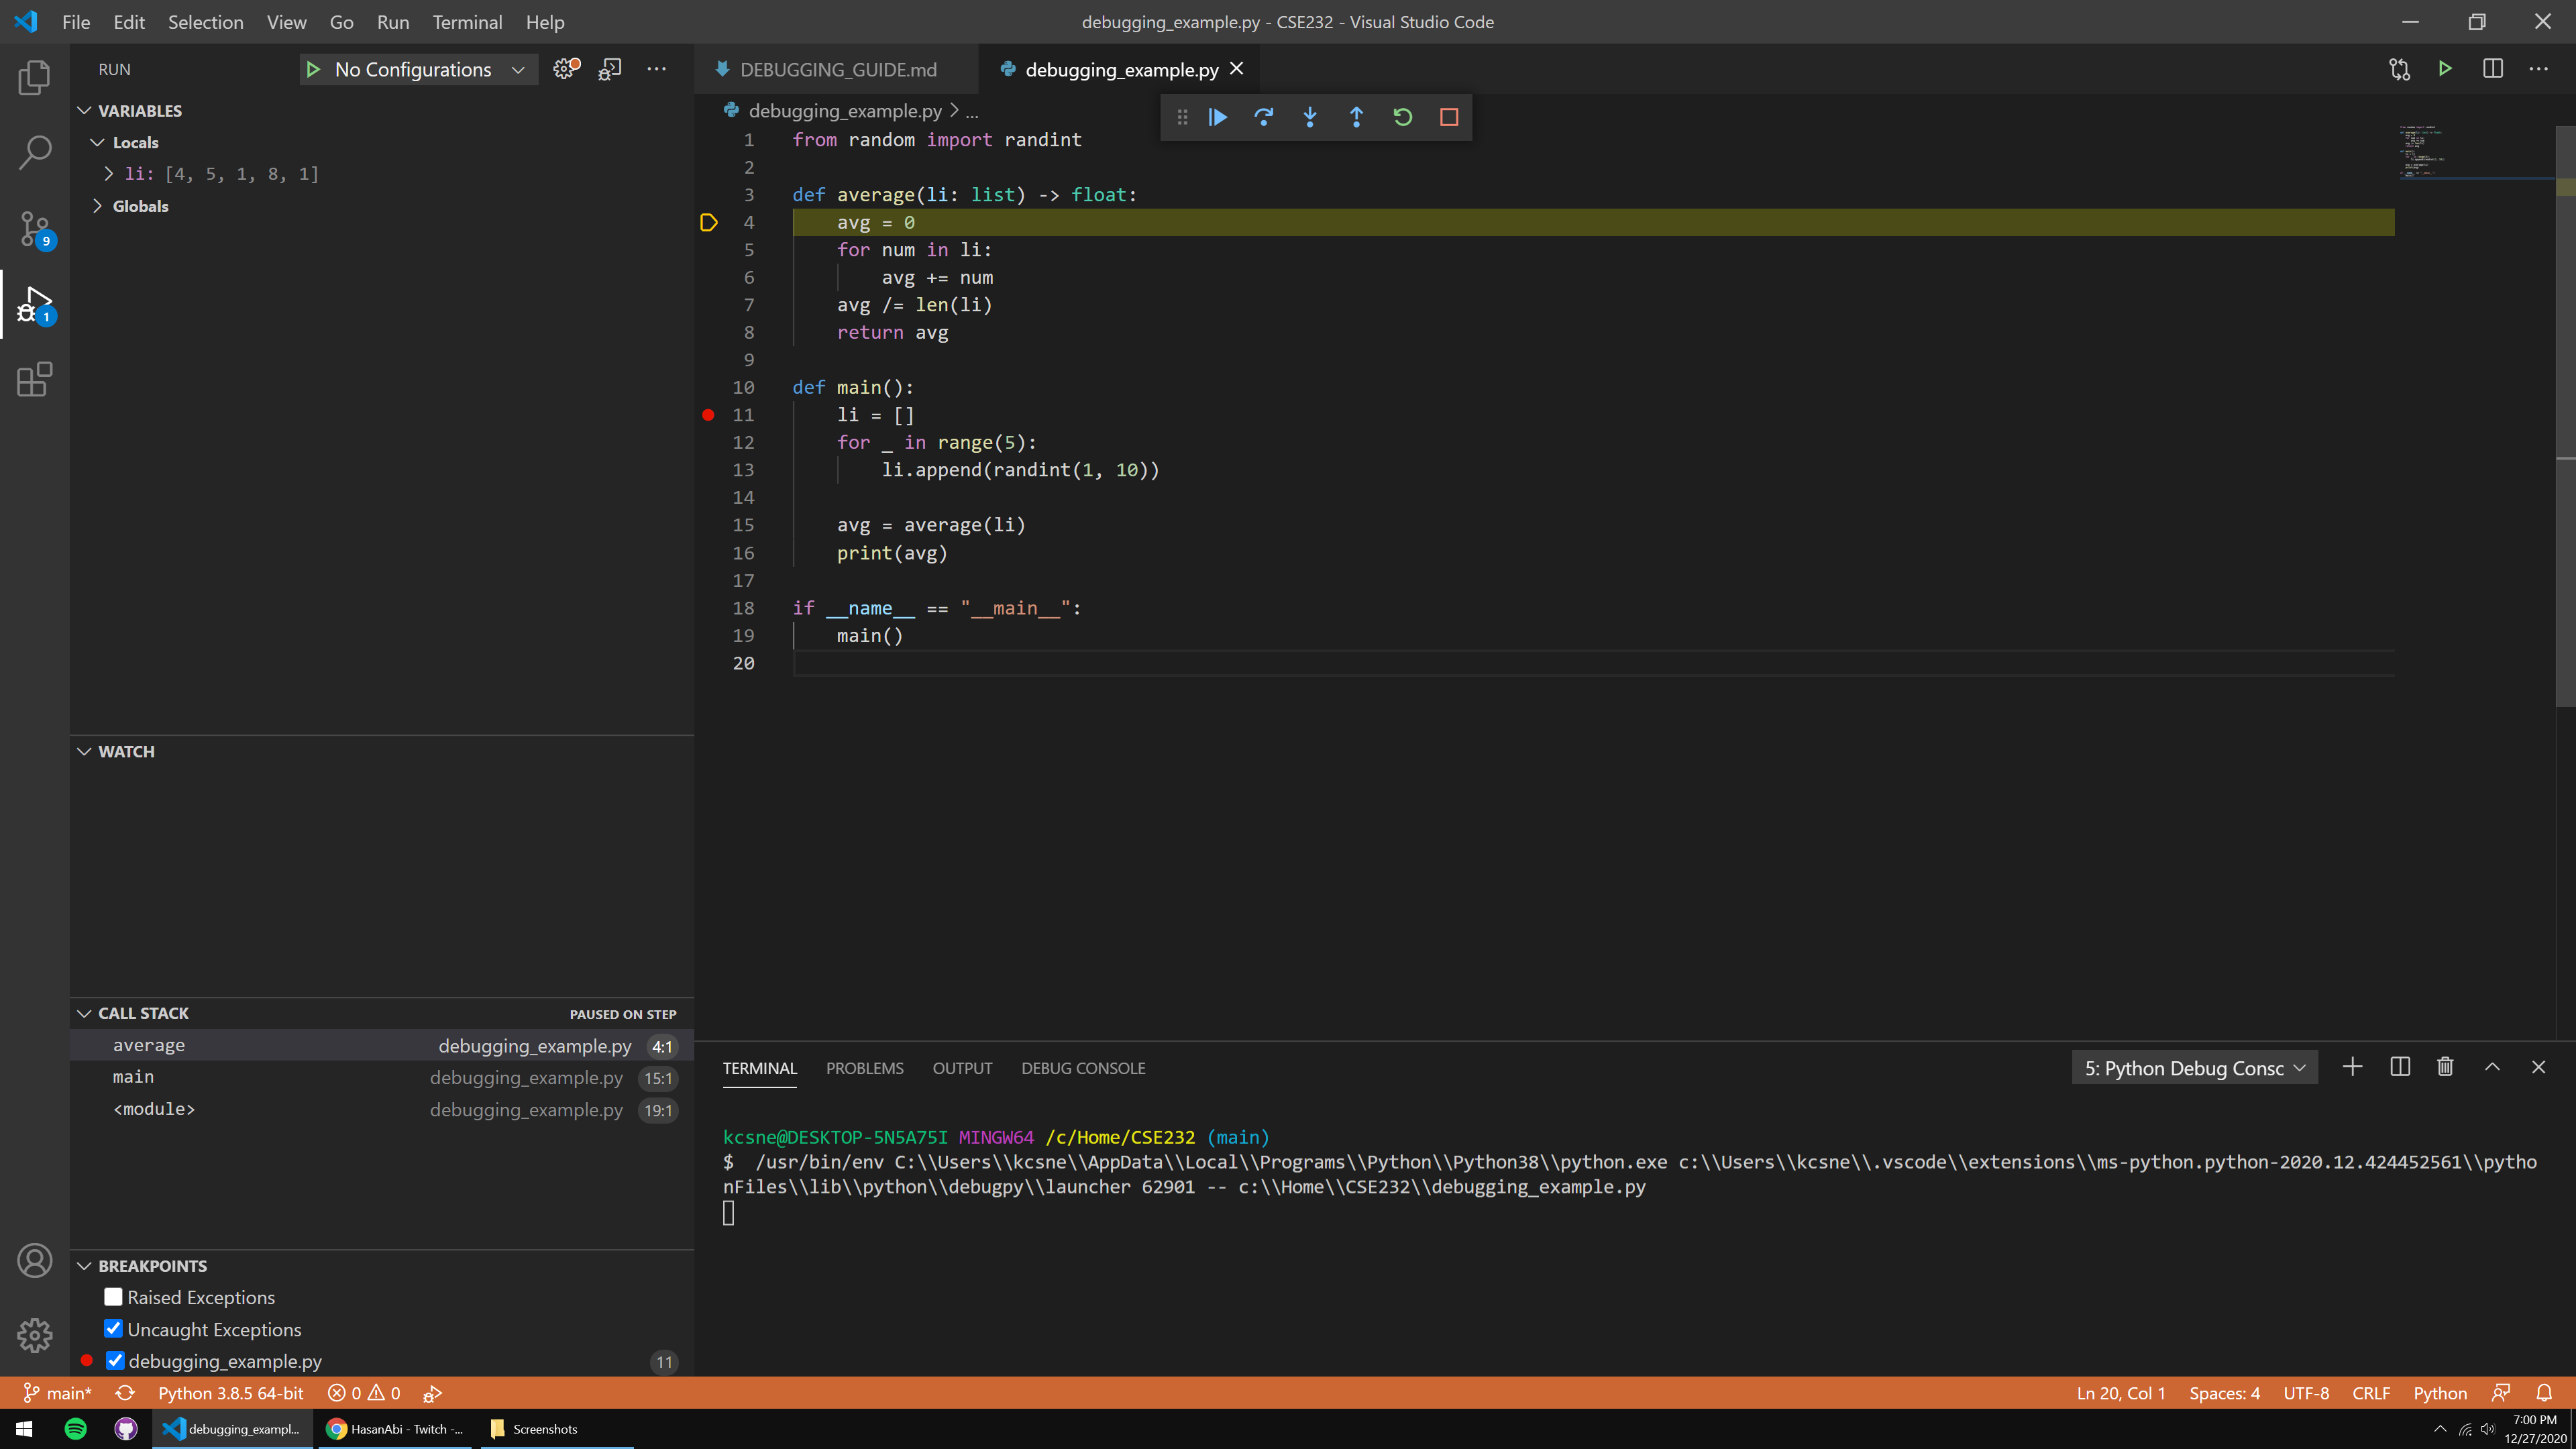 File Edit Selection View Go Run Terminal Help
debugging_example.py - CSE232 - Visual Studio Code
RUN
No Configurations
VARIABLES
Locals
li: [4, 5, 1, 8, 1]
Globals
9
1
WATCH
CALL STACK PAUSED ON STEP
average debugging_example.py 4:1
main debugging_example.py 15:1
<module> debugging_example.py 19:1
BREAKPOINTS
Raised Exceptions
Uncaught Exceptions
debugging_example.py 11
DEBUGGING_GUIDE.md
debugging_example.py
debugging_example.py > ...
1 from random import randint
2
3 def average(li: list) -> float:
4     avg = 0
5     for num in li:
6         avg += num
7     avg /= len(li)
8     return avg
9
10 def main():
11     li = []
12     for _ in range(5):
13         li.append(randint(1, 10))
14
15     avg = average(li)
16     print(avg)
17
18 if __name__ == "__main__":
19     main()
20
TERMINAL PROBLEMS OUTPUT DEBUG CONSOLE
5: Python Debug Consc
kcsne@DESKTOP-5N5A75I MINGW64 /c/Home/CSE232 (main)
$  /usr/bin/env C:\\Users\\kcsne\\AppData\\Local\\Programs\\Python\\Python38\\python.exe c:\\Users\\kcsne\\.vscode\\extensions\\ms-python.python-2020.12.424452561\\pytho
nFiles\\lib\\python\\debugpy\\launcher 62901 -- c:\\Home\\CSE232\\debugging_example.py
main* Python 3.8.5 64-bit 0 0
Ln 20, Col 1 Spaces: 4 UTF-8 CRLF Python
debugging_exampl...
HasanAbi - Twitch -...
Screenshots
7:00 PM
12/27/2020